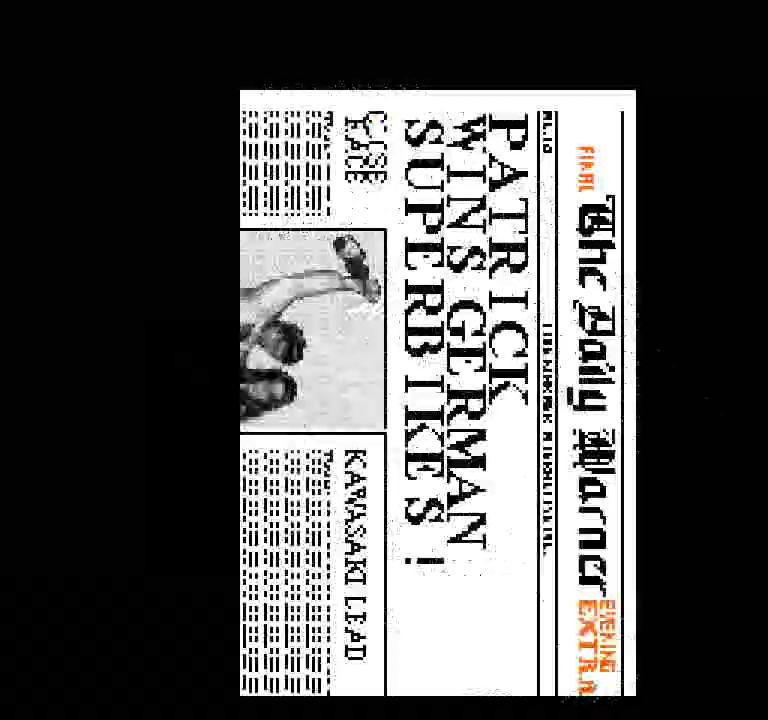 FINAL
The Daily Warner
EVENING
EXTRA
PATRICK
WINS GERMAN
SUPERBIKES!
CLOSE
RACE
KAWASAKI LEAD